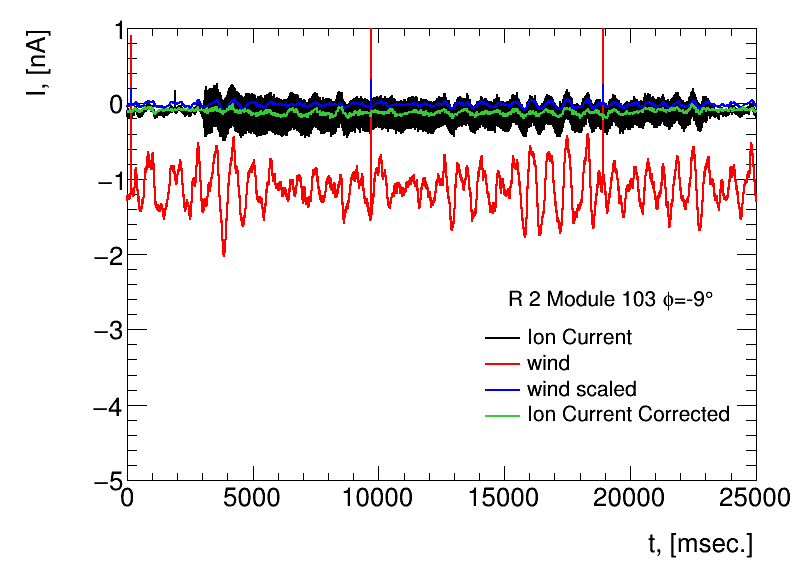 I, [nA]
1
0
−1
−2
−3
−4
−5
R 2 Module 103 ϕ=-9°
Ion Current
wind
wind scaled
Ion Current Corrected
0 5000 10000 15000 20000 25000
t, [msec.]